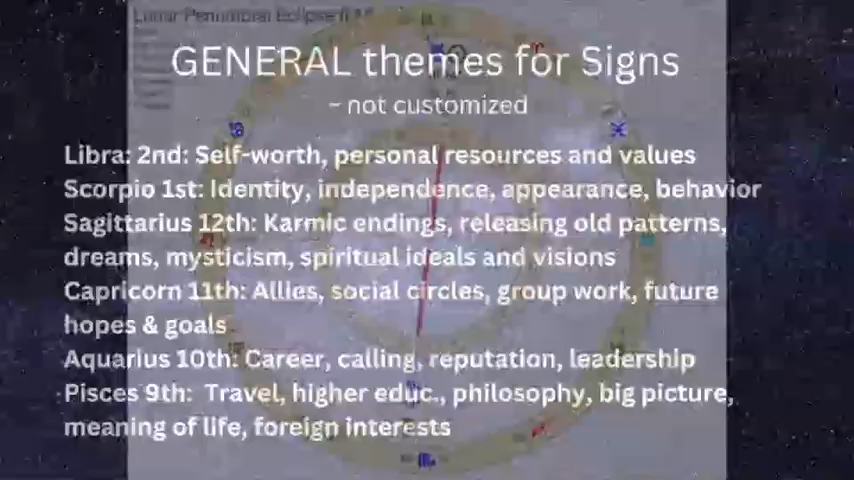 Lunar Penumbral Eclipse
GENERAL themes for Signs
~ not customized
Libra: 2nd: Self-worth, personal resources and values
Scorpio 1st: Identity, independence, appearance, behavior
Sagittarius 12th: Karmic endings, releasing old patterns,
dreams, mysticism, spiritual ideals and visions
Capricorn 11th: Allies, social circles, group work, future
hopes & goals
Aquarius 10th: Career, calling, reputation, leadership
Pisces 9th: Travel, higher educ., philosophy, big picture,
meaning of life, foreign interests